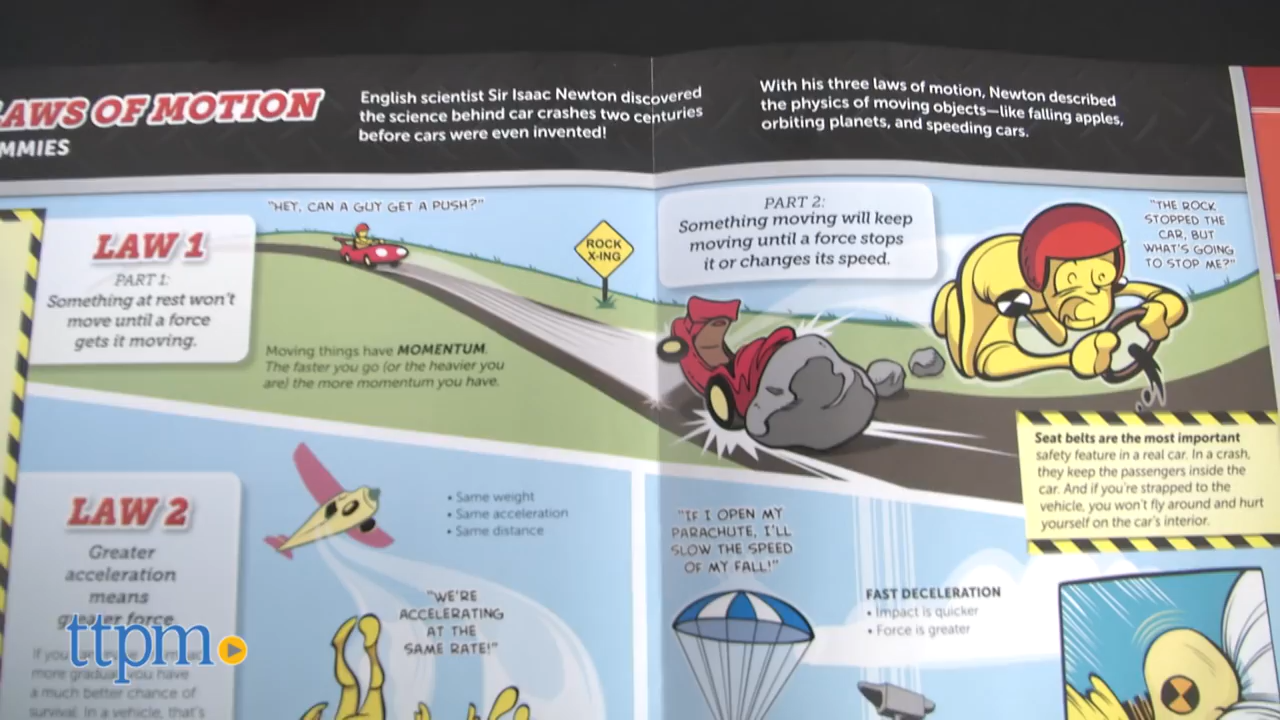 LAWS OF MOTION
English scientist Sir Isaac Newton discovered
the science behind car crashes two centuries
before cars were even invented!
With his three laws of motion, Newton described
the physics of moving objects—like falling apples,
orbiting planets, and speeding cars.
"HEY, CAN A GUY GET A PUSH?"
LAW 1
PART 1:
Something at rest won't
move until a force
gets it moving.
ROCK
X-ING
Moving things have MOMENTUM.
The faster you go (or the heavier you
are) the more momentum you have.
PART 2:
Something moving will keep
moving until a force stops
it or changes its speed.
"THE ROCK
STOPPED THE
CAR, BUT
WHAT'S GOING
TO STOP ME?"
Seat belts are the most important
safety feature in a real car. In a crash,
they keep the passengers inside the
car. And if you're strapped to the
vehicle, you won't fly around and hurt
yourself on the car's interior.
LAW 2
Greater
acceleration
means
greater force
more gradual, you have
a much better chance of
survival. In a vehicle, that's
• Same weight
• Same acceleration
• Same distance
"WE'RE
ACCELERATING
AT THE
SAME RATE!"
"IF I OPEN MY
PARACHUTE, I'LL
SLOW THE SPEED
OF MY FALL!"
FAST DECELERATION
• Impact is quicker
• Force is greater
ttpm